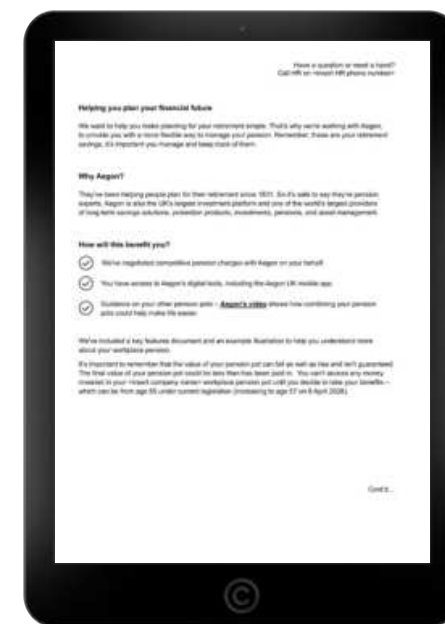 Have a question or need a hand?
Call HR on <insert HR phone number>
Helping you plan your financial future
We want to help you make planning for your retirement simple. That's why we're working with Aegon,
to provide you with a more flexible way to manage your pension. Remember, these are your retirement
savings, it's important you manage and keep track of them.
Why Aegon?
They've been helping people plan for their retirement since 1831. So it's safe to say they're pension
experts. Aegon is also the UK's largest investment platform and one of the world's largest providers
of long-term savings solutions, protection products, investments, pensions, and asset management.
How will this benefit you?
We've negotiated competitive pension charges with Aegon on your behalf
You have access to Aegon's digital tools, including the Aegon UK mobile app
Guidance on your other pension pots – Aegon's video shows how combining your pension
pots could help make life easier.
We've included a key features document and an example illustration to help you understand more
about your workplace pension.
It's important to remember that the value of your pension pot can fall as well as rise and isn't guaranteed.
The final value of your pension pot could be less than has been paid in. You can't access any money
invested in your <insert company name> workplace pension pot until you decide to take your benefits –
which can be from age 55 under current legislation (increasing to age 57 on 6 April 2028).
Cont'd...
©